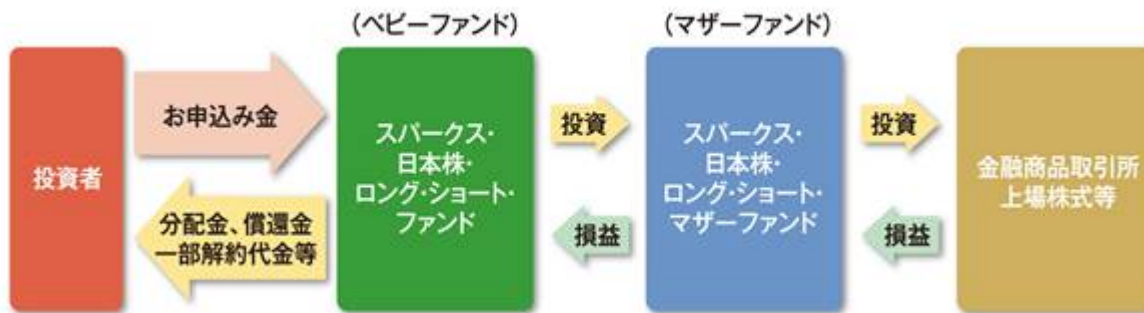 (ベビーファンド)
(マザーファンド)
投資者
お申込み金
分配金、償還金
一部解約代金等
スパークス・
日本株・
ロング・ショート・
ファンド
投資
損益
スパークス・
日本株・
ロング・ショート・
マザーファンド
投資
損益
金融商品取引所
上場株式等